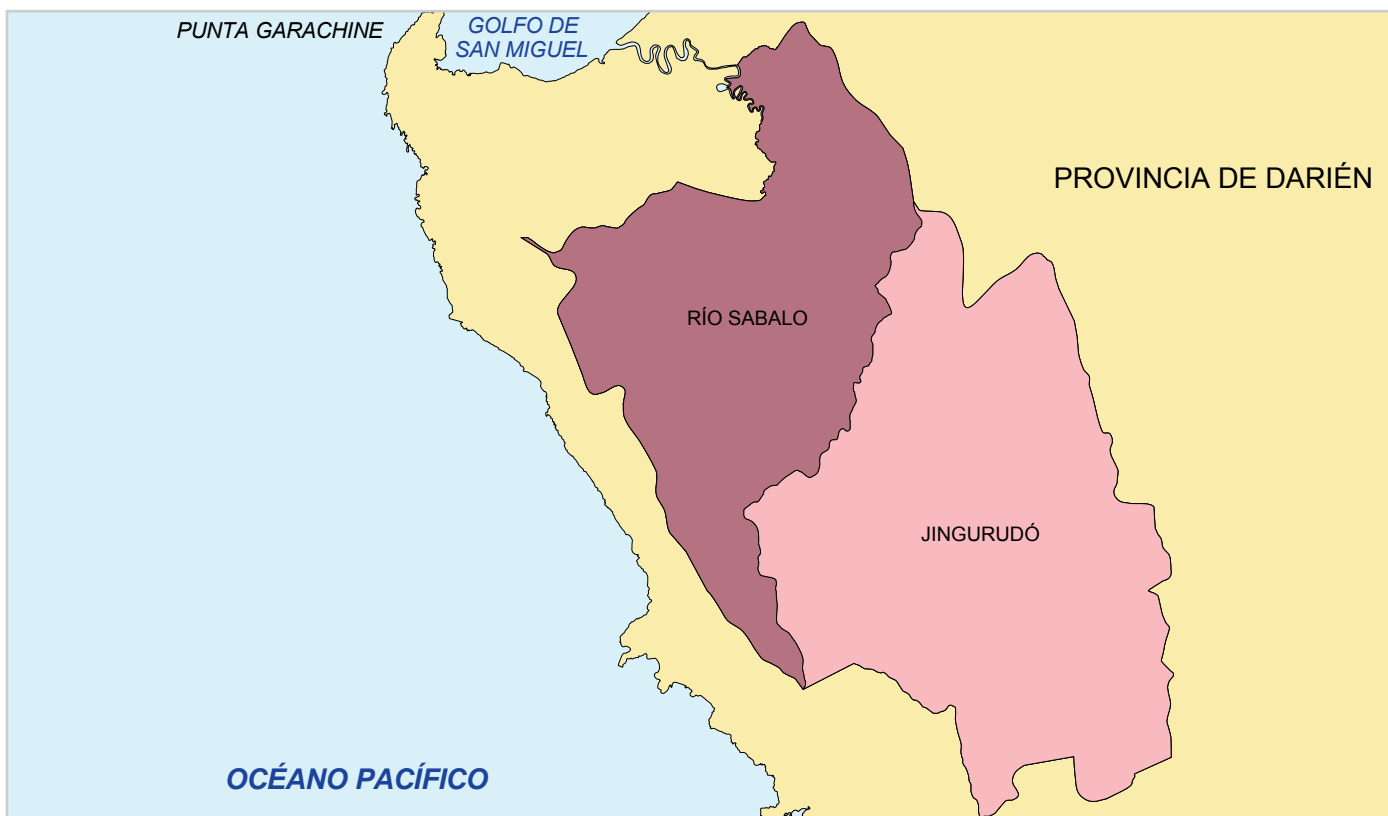 PUNTA GARACHINE
GOLFO DE
SAN MIGUEL
PROVINCIA DE DARIÉN
RÍO SABALO
JINGURUDÓ
OCÉANO PACÍFICO